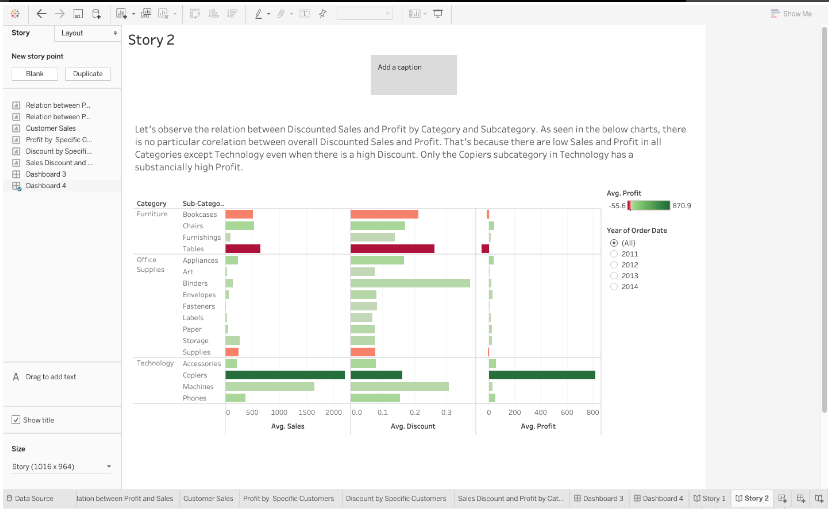 Show Me
Story
Layout
Story 2
New story point
Blank
Duplicate
Add a caption
Relation between P...
Relation between P...
Customer Sales
Profit by Specific C...
Discount by Specifi...
Sales Discount and ...
Dashboard 3
Dashboard 4
Let's observe the relation between Discounted Sales and Profit by Category and Subcategory. As seen in the below charts, there
is no particular corelation between overall Discounted Sales and Profit. That's because there are low Sales and Profit in all
Categories except Technology even when there is a high Discount. Only the Copiers subcategory in Technology has a
substancially high Profit.
Avg. Profit
-55.6 870.9
Category Sub-Catego..
Furniture Bookcases
Chairs
Furnishings
Tables
Office
Supplies
Appliances
Art
Binders
Envelopes
Fasteners
Labels
Paper
Storage
Supplies
Technology Accessories
Copiers
Machines
Phones
Year of Order Date
(All)
2011
2012
2013
2014
0 500 1000 1500 2000 0.0 0.1 0.2 0.3 0 200 400 600 800
Avg. Sales Avg. Discount Avg. Profit
A Drag to add text
Show title
Size
Story (1016 x 964)
Data Source lation between Profit and Sales Customer Sales Profit by Specific Customers Discount by Specific Customers Sales Discount and Profit by Cat... Dashboard 3 Dashboard 4 Story 1 Story 2